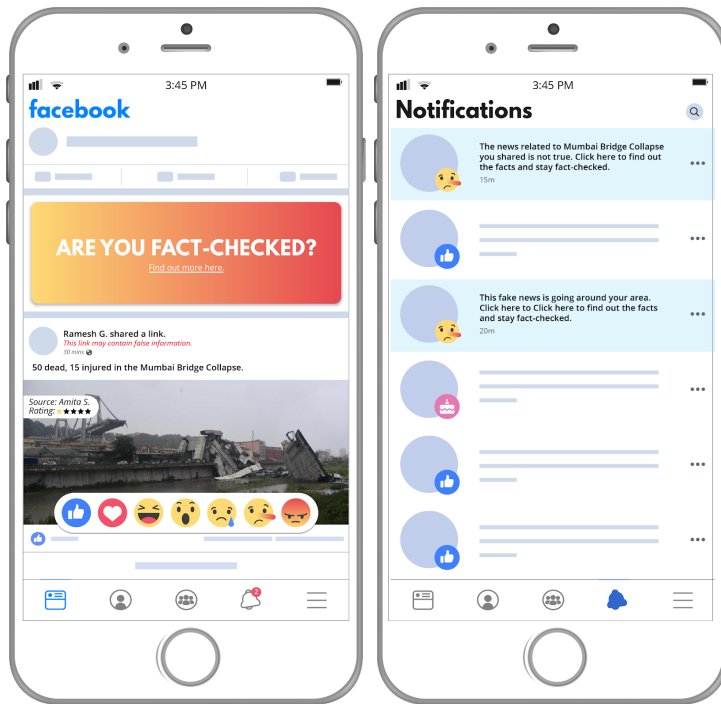 3:45 PM
facebook
ARE YOU FACT-CHECKED?
Find out more here.
Ramesh G. shared a link.
This link may contain false information.
30 mins
50 dead, 15 injured in the Mumbai Bridge Collapse.
Source: Amita S.
Rating:
2
3:45 PM
Notifications
The news related to Mumbai Bridge Collapse
you shared is not true. Click here to find out
the facts and stay fact-checked.
15m
This fake news is going around your area.
Click here to Click here to find out the facts
and stay fact-checked.
20m